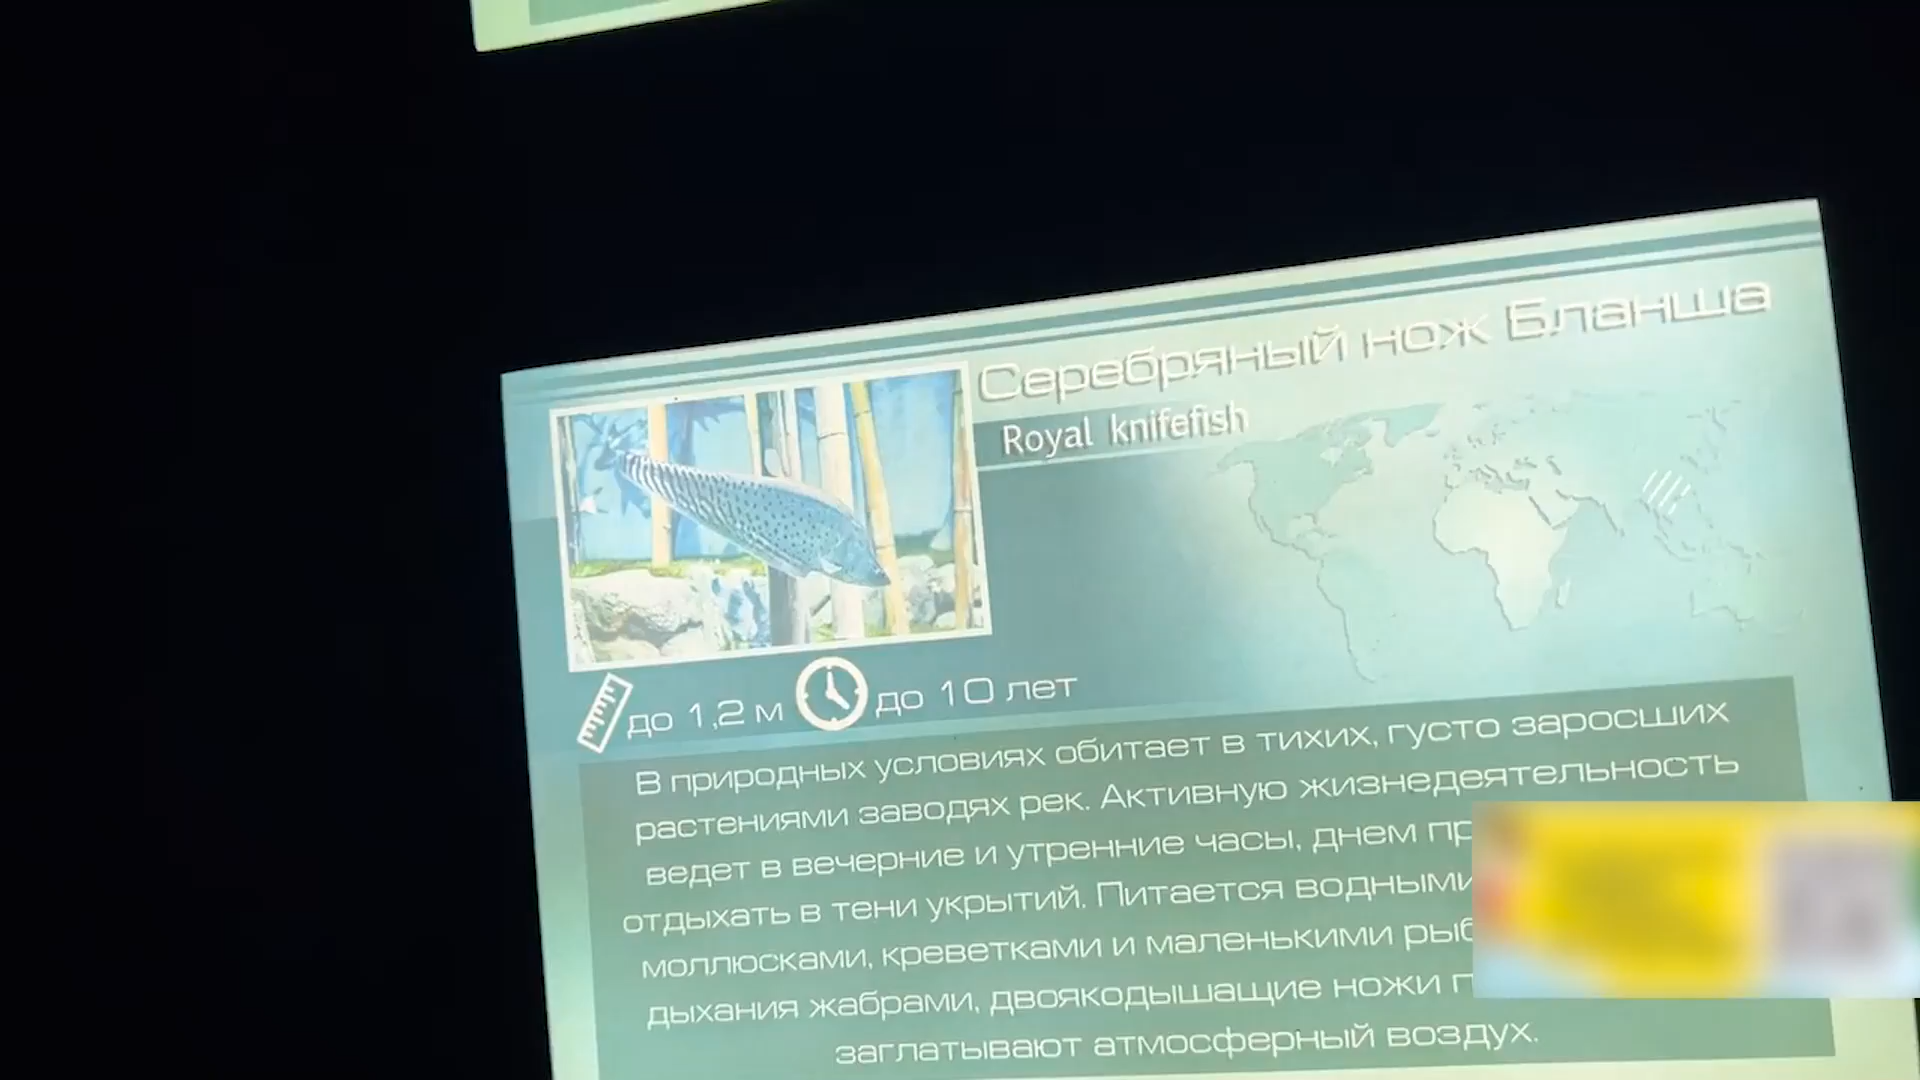 Серебряный нож Бланша
Royal knifefish
до 1,2 м до 10 лет
В природных условиях обитает в тихих, густо заросших
растениями заводях рек. Активную жизнедеятельность
ведет в вечерние и утренние часы, днем
отдыхать в тени укрытий. Питается водными
моллюсками, креветками и маленькими
дыхания жабрами, двоякодышащие ножи
заглатывают атмосферный воздух.